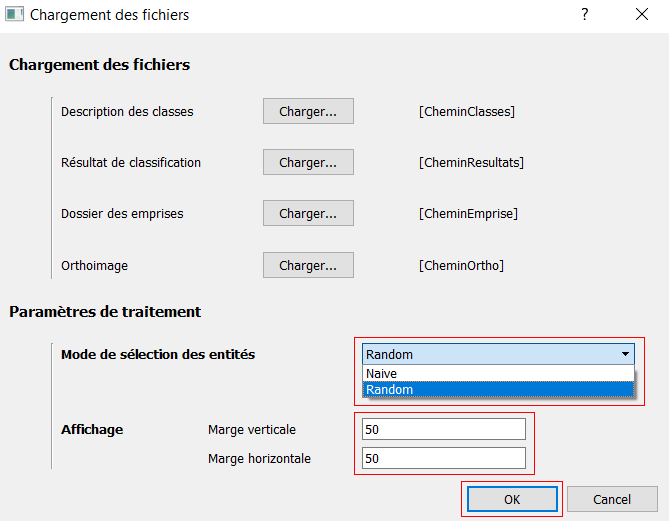 Chargement des fichiers
?
Chargement des fichiers
Description des classes Charger... [CheminClasses]
Résultat de classification Charger... [CheminResultats]
Dossier des emprises Charger... [CheminEmprise]
Orthoimage Charger... [CheminOrtho]
Paramètres de traitement
Mode de sélection des entités Random
Naive
Random
Affichage Marge verticale 50
Marge horizontale 50
OK Cancel